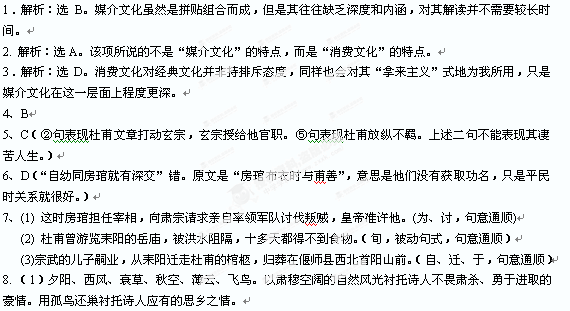 1．解析：选 B。媒介文化虽然是拼贴组合而成，但是其往往缺乏深度和内涵，对其解读并不需要较长时
间。
2. 解析：选 A。该项所说的不是“媒介文化”的特点，而是“消费文化”的特点。
3．解析：选 D。消费文化对经典文化并非持排斥态度，同样也会对其“拿来主义”式地为我所用，只是
媒介文化在这一层面上程度更深。
4、B
5、C（②句表现杜甫文章打动玄宗，玄宗授给他官职。⑤句表现杜甫放纵不羁。上述二句不能表现其凄
苦人生。）
6、D（“自幼同房琯就有深交”错。原文是“房琯布衣时与甫善”，意思是他们没有获取功名，只是平民
时关系就很好。）
7、(1) 这时房琯担任宰相，向肃宗请求亲自率领军队讨伐叛贼，皇帝准许他。(为、讨，句意通顺)
(2) 杜甫曾游览耒阳的岳庙，被洪水阻隔，十多天都得不到食物。（旬，被动句式，句意通顺）
(3)宗武的儿子嗣业，从耒阳迁走杜甫的棺柩，归葬在偃师县西北首阳山前。（自、迁、于，句意通顺）
8. （1）夕阳、西风、衰草、秋空、薄云、飞鸟。以肃穆空阔的自然风光衬托诗人不畏肃杀、勇于进取的
豪情。用孤鸟还巢衬托诗人应有的思乡之情。